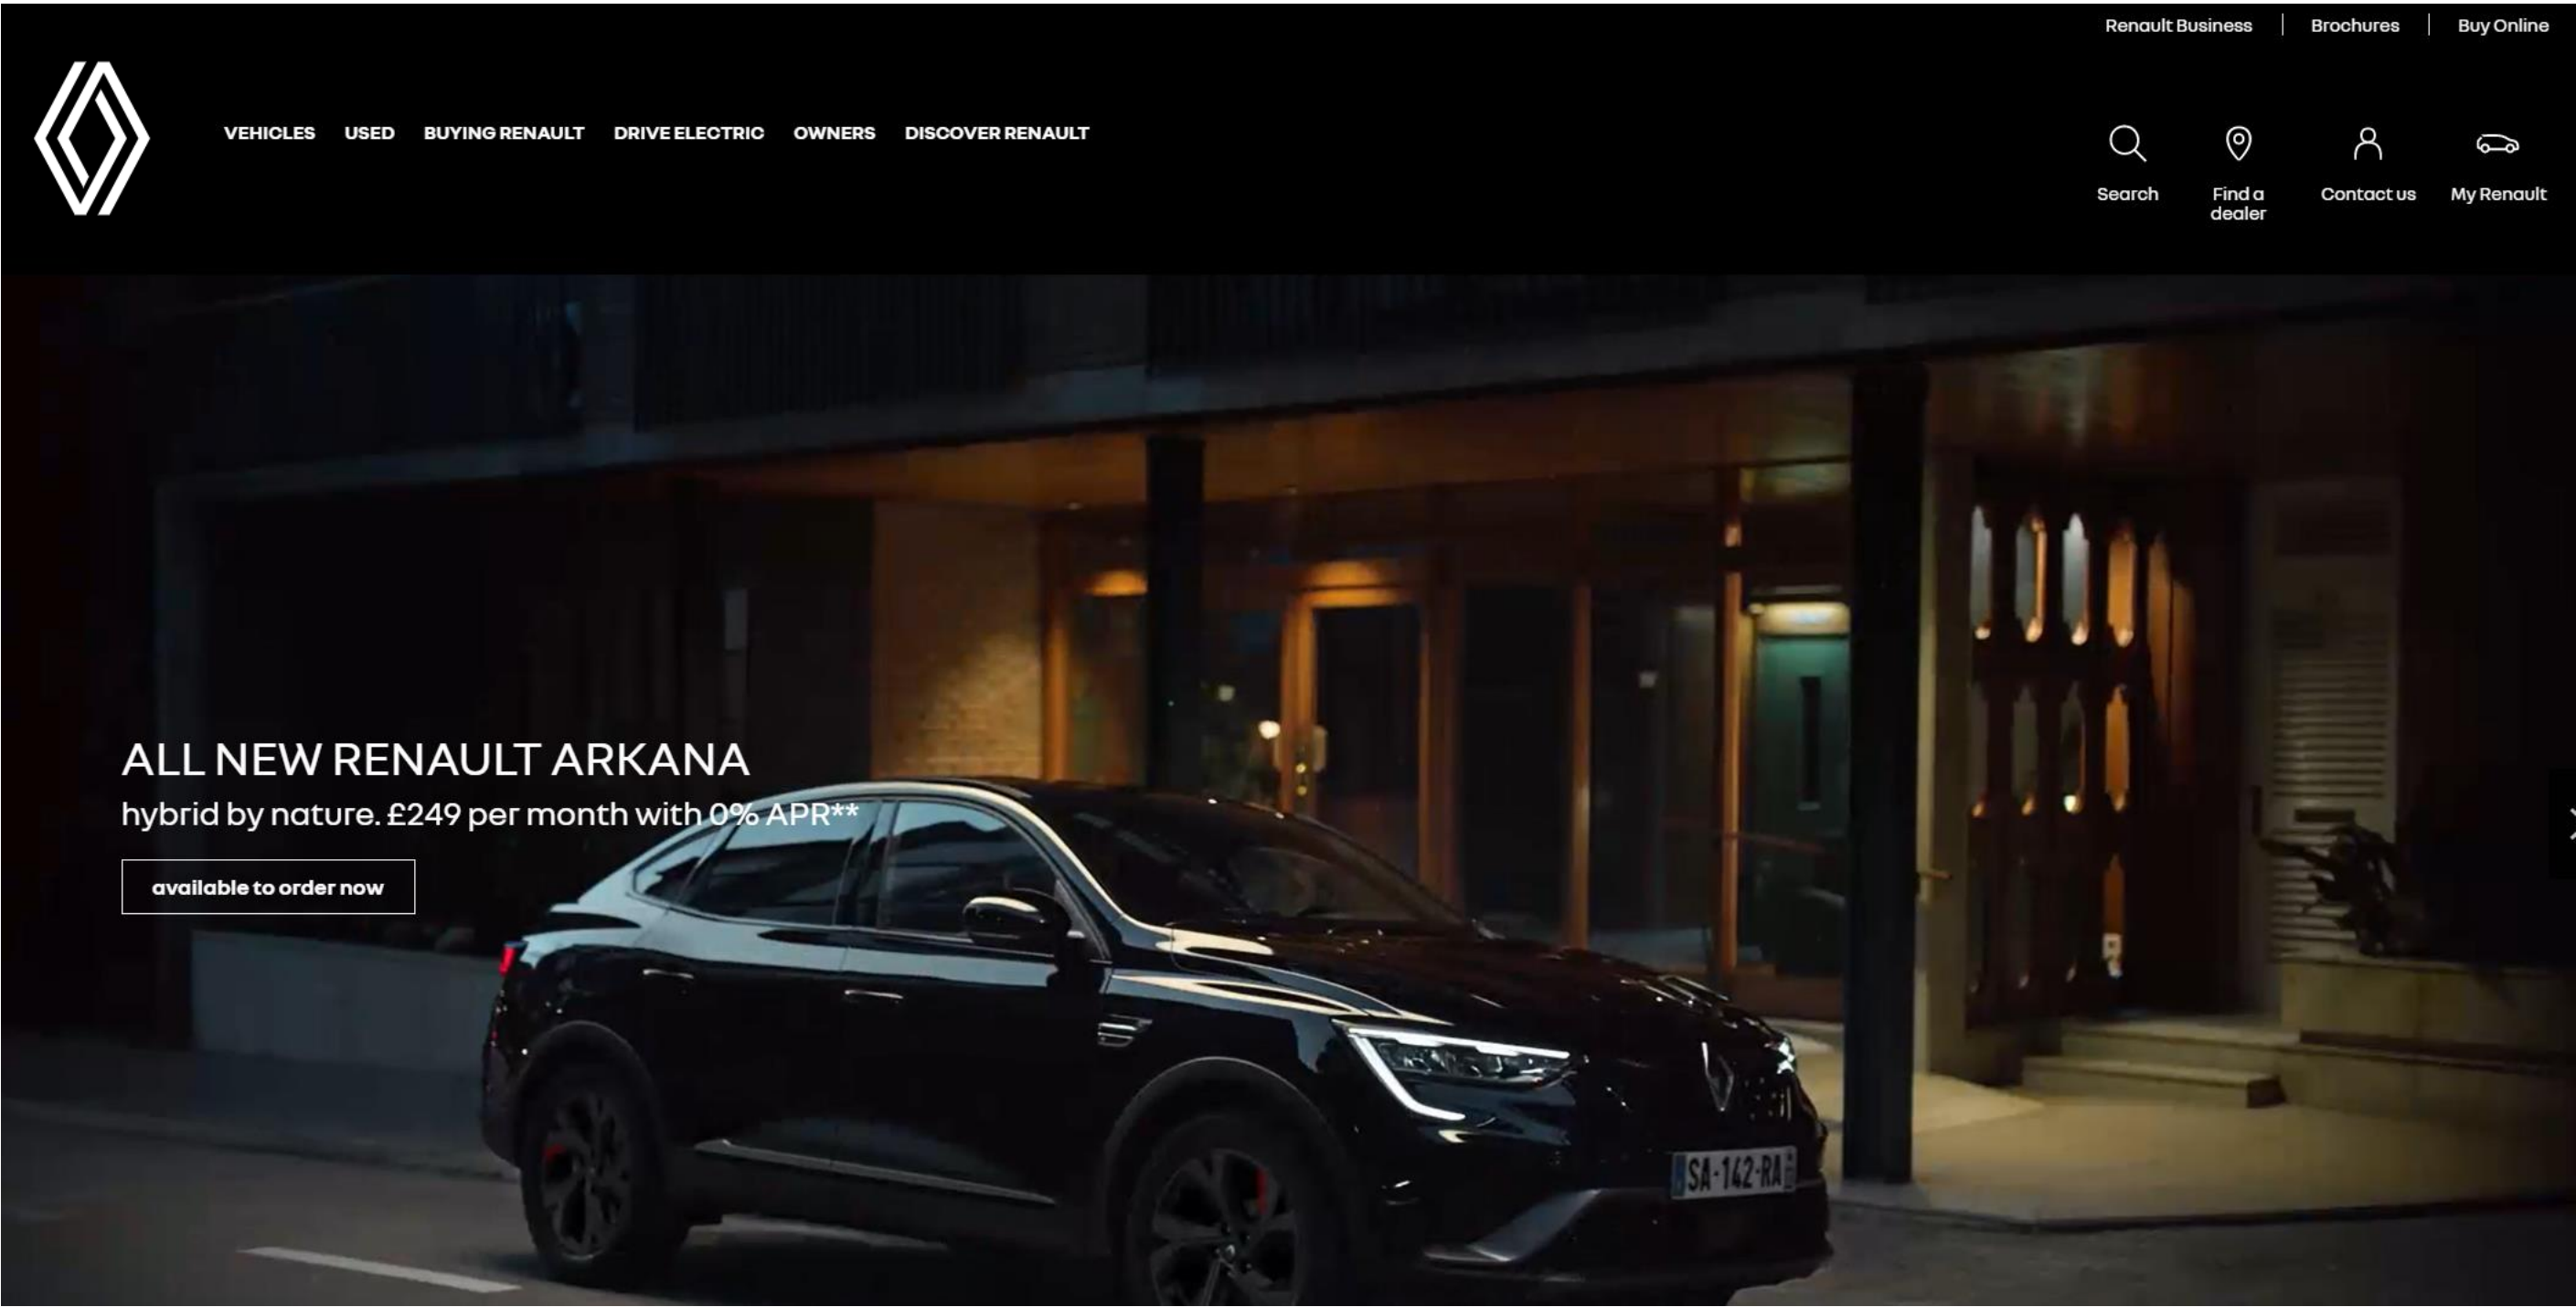 Renault Business Brochures Buy Online
VEHICLES USED BUYING RENAULT DRIVE ELECTRIC OWNERS DISCOVER RENAULT
Search
Find a
dealer
Contact us
My Renault
ALL NEW RENAULT ARKANA
hybrid by nature. £249 per month with 0% APR**
available to order now
SA-142-RA